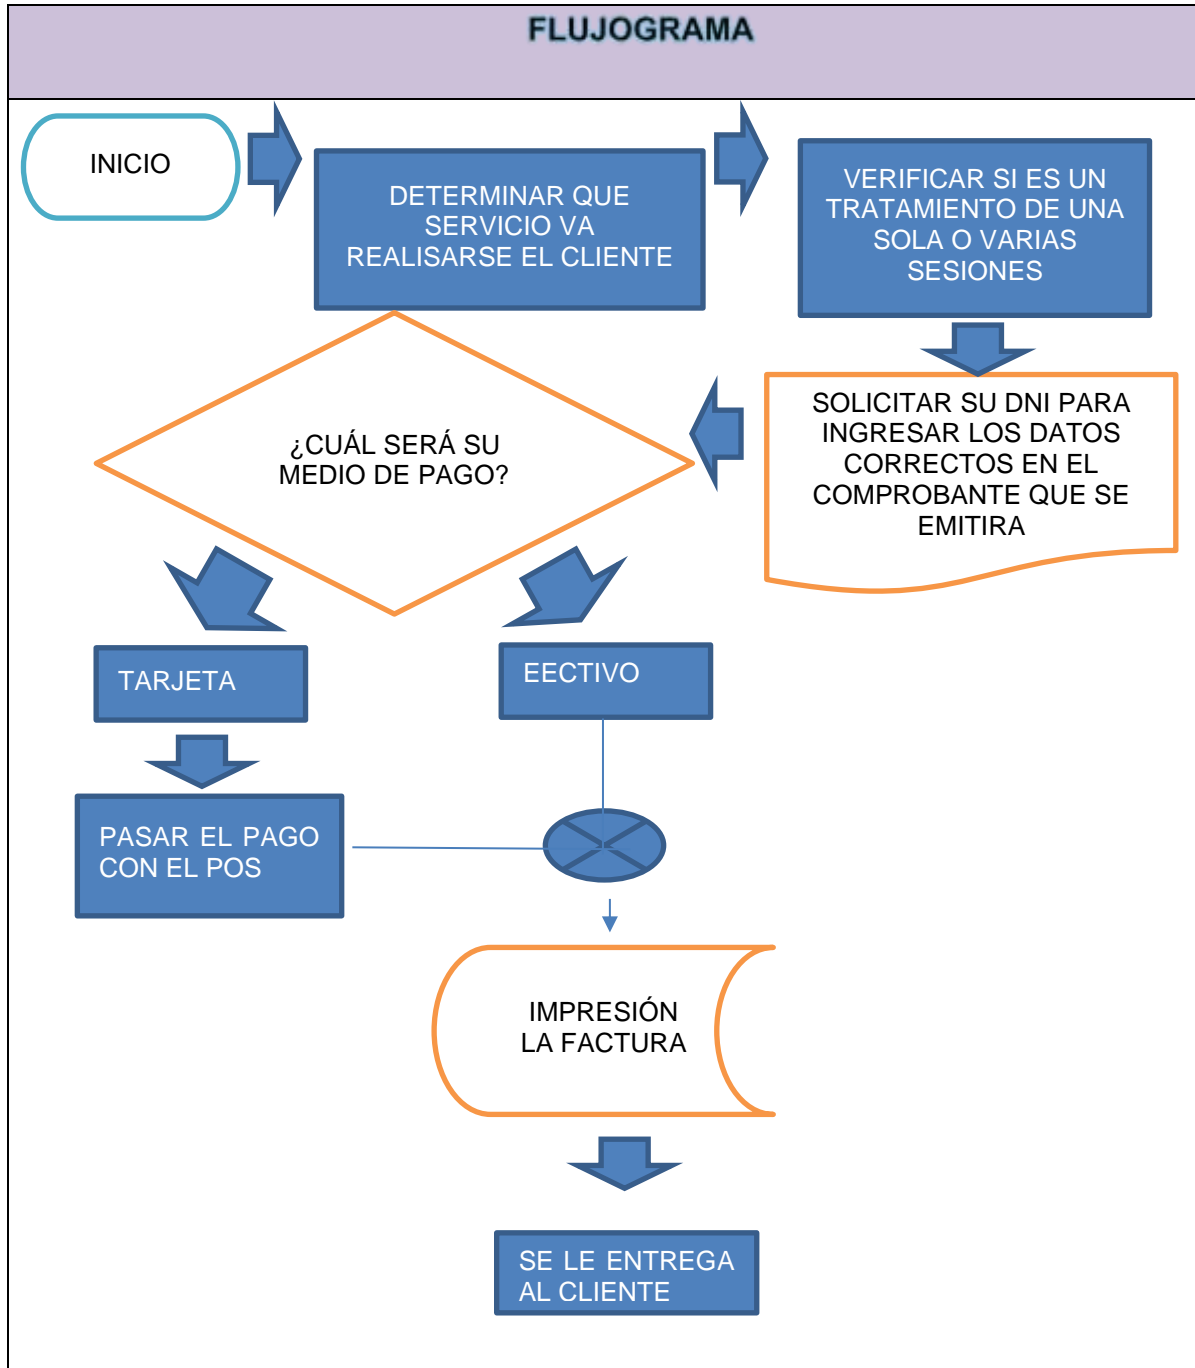 FLUJOGRAMA
INICIO
DETERMINAR QUE
SERVICIO VA
REALISARSE EL CLIENTE
VERIFICAR SI ES UN
TRATAMIENTO DE UNA
SOLA O VARIAS
SESIONES
SOLICITAR SU DNI PARA
INGRESAR LOS DATOS
CORRECTOS EN EL
COMPROBANTE QUE SE
EMITIRA
¿CUÁL SERÁ SU
MEDIO DE PAGO?
TARJETA
EECTIVO
PASAR EL PAGO
CON EL POS
IMPRESIÓN
LA FACTURA
SE LE ENTREGA
AL CLIENTE